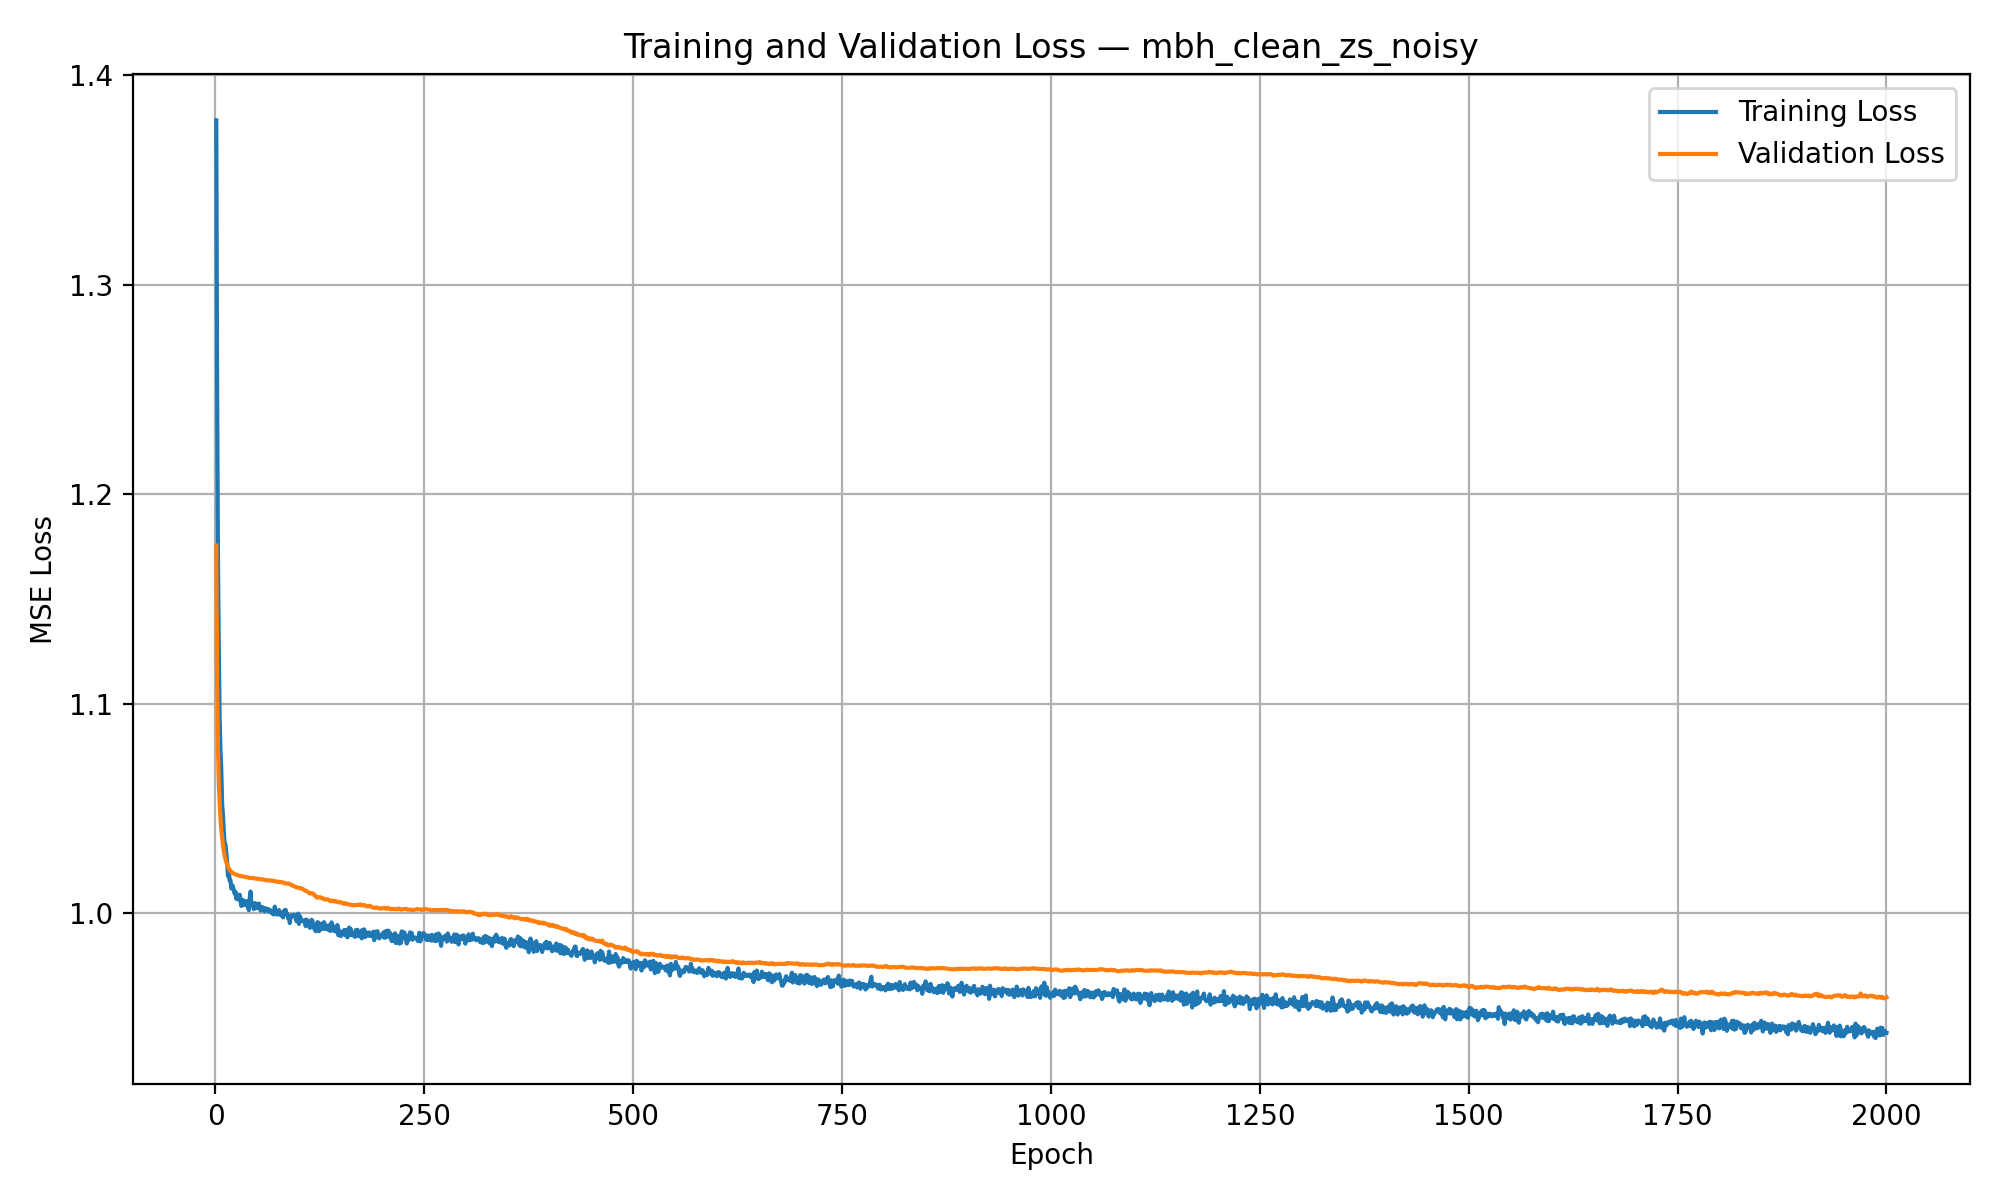 Training and Validation Loss — mbh_clean_zs_noisy
Training Loss
Validation Loss
MSE Loss
1.4
1.3
1.2
1.1
1.0
0 250 500 750 1000 1250 1500 1750 2000
Epoch